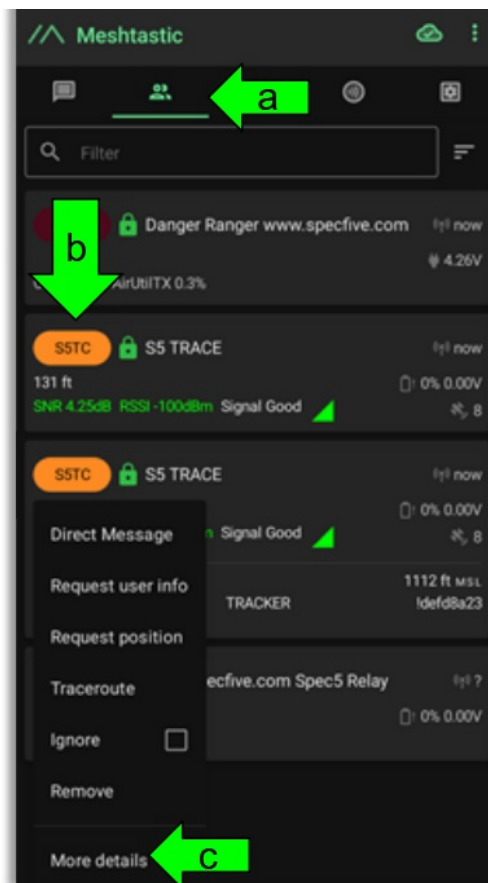 Meshtastic
a
Filter
Danger Ranger www.specfive.com now
4.26V
b
AirUtilTX 0.3%
S5TC S5 TRACE now
131 ft 0% 0.00V
SNR 4.25dB RSSI -100dBm Signal Good 8
S5TC S5 TRACE now
0% 0.00V
Direct Message Signal Good 8
Request user info 1112 ft MSL
TRACKER !defd8a23
Request position
Traceroute ecfive.com Spec5 Relay ?
0% 0.00V
Ignore
Remove
More details c